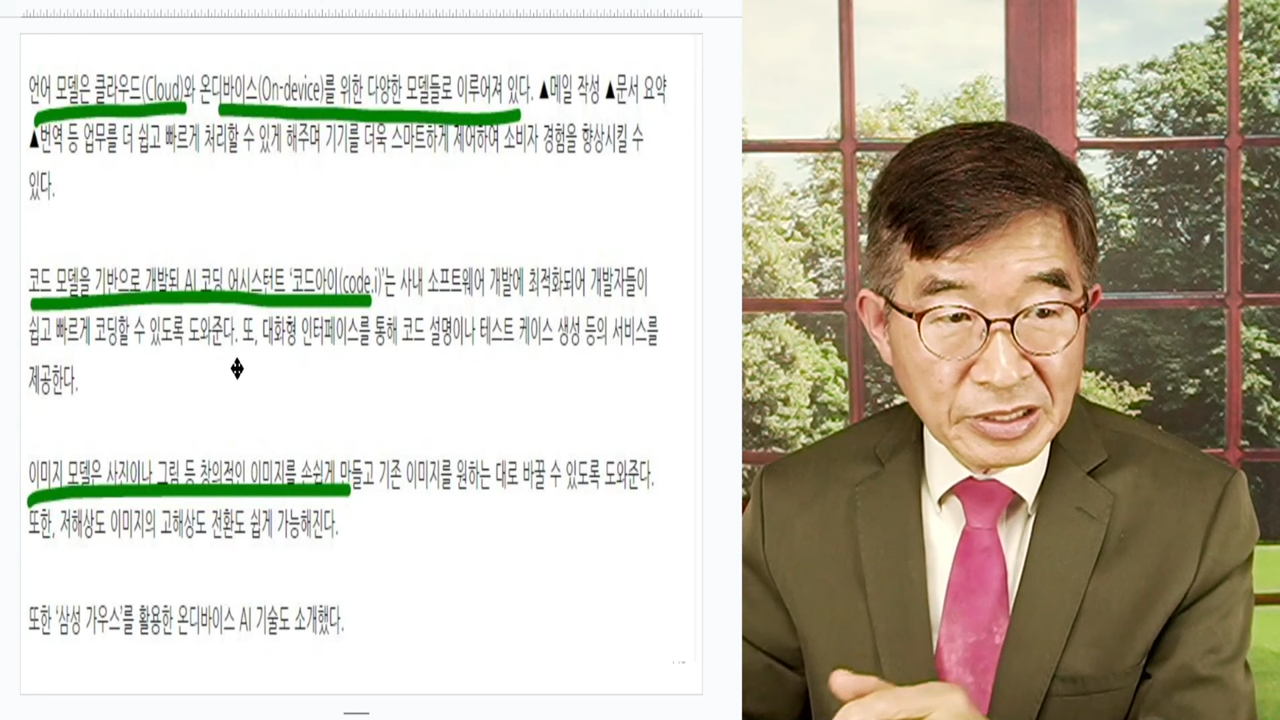 언어 모델은 클라우드(Cloud)와 온디바이스(On-device)를 위한 다양한 모델들로 이루어져 있다. ▲메일 작성 ▲문서 요약
▲번역 등 업무를 더 쉽고 빠르게 처리할 수 있게 해주며 기기를 더욱 스마트하게 제어하여 소비자 경험을 향상시킬 수
있다.
코드 모델을 기반으로 개발된 AI 코딩 어시스턴트 ‘코드아이(code.i)’는 사내 소프트웨어 개발에 최적화되어 개발자들이
쉽고 빠르게 코딩할 수 있도록 도와준다. 또, 대화형 인터페이스를 통해 코드 설명이나 테스트 케이스 생성 등의 서비스를
제공한다.
이미지 모델은 사진이나 그림 등 창의적인 이미지를 손쉽게 만들고 기존 이미지를 원하는 대로 바꿀 수 있도록 도와준다.
또한, 저해상도 이미지의 고해상도 전환도 쉽게 가능해진다.
또한 ‘삼성 가우스’를 활용한 온디바이스 AI 기술도 소개했다.